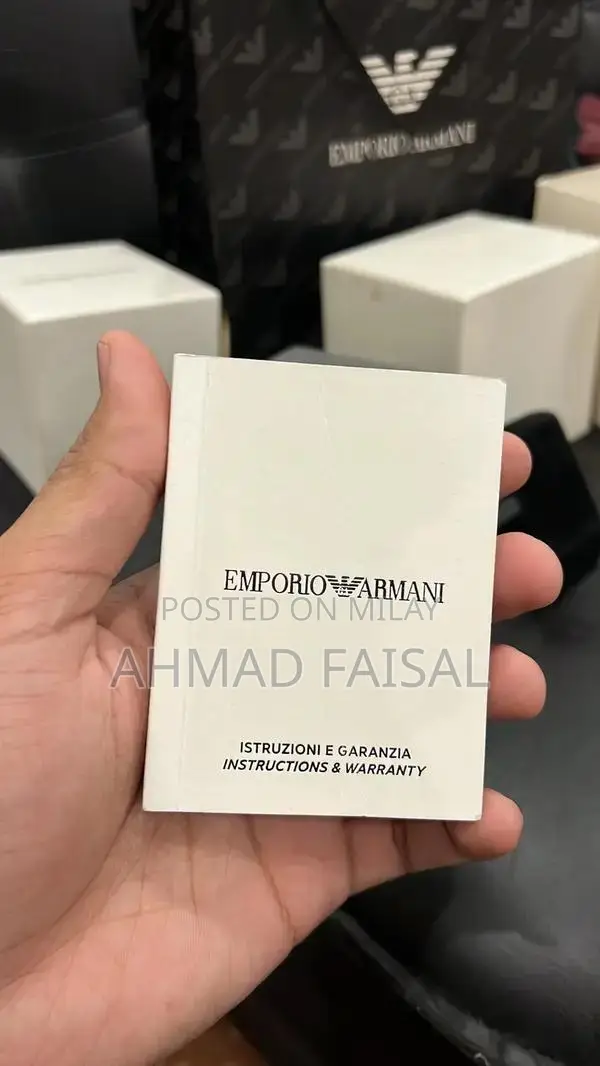 EMPORIO ARMANI
EMPORIO ARMANI
POSTED ON MILAY
AHMAD FAISAL
ISTRUZIONI E GARANZIA
INSTRUCTIONS & WARRANTY